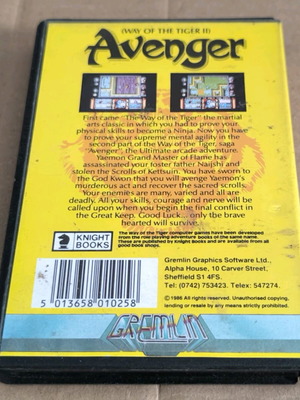 (WAY OF THE TIGER II)
Avenger
First came "The Way of the Tiger" the martial
arts classic in which you had to prove your
physical skills to become a Ninja. Now you have
to prove your supreme mental agility in the
second part of the Way of the Tiger, saga
"Avenger", the Ultimate arcade adventure.
Yaemon Grand Master of Flame has
assassinated your foster father Naijshi and
stolen the Scrolls of Kettsuin. You have sworn to
the God Kwon that you will avenge Yaemon's
murderous act and recover the sacred scrolls.
Your enemies are many, varied and all are
deadly. All your skills, courage and nerve will be
called upon when you begin the final conflict in
the Great Keep. Good Luck... only the brave
hearted will survive.
KNIGHT
BOOKS
The Way of the Tiger computer games have been developed
from the role playing adventure books of the same name.
These are published by Knight Books and are available from all
good book shops.
Gremlin Graphics Software Ltd.,
Alpha House, 10 Carver Street,
Sheffield S1 4FS.
Tel: (0742) 753423. Telex: 547274.
5 013658 010258
© 1986 All rights reserved. Unauthorised copying,
lending or resale by any means strictly prohibited.
GREMLIN